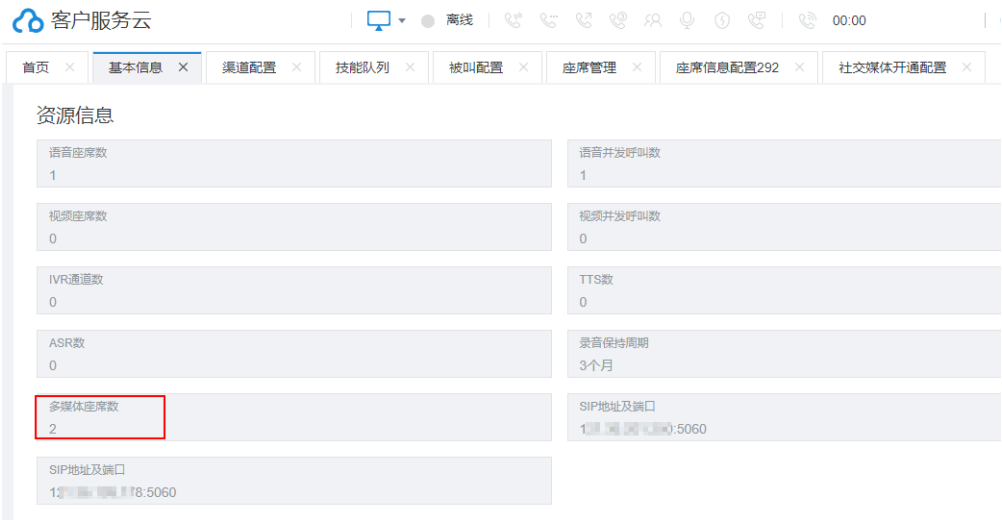 客户服务云 离线 00:00
首页 基本信息 渠道配置 技能队列 被叫配置 座席管理 座席信息配置292 社交媒体开通配置
资源信息
语音座席数 语音并发呼叫数
1 1
视频座席数 视频并发呼叫数
0 0
IVR通道数 TTS数
0 0
ASR数 录音保持周期
0 3个月
多媒体座席数 SIP地址及端口
2 :5060
SIP地址及端口
8:5060